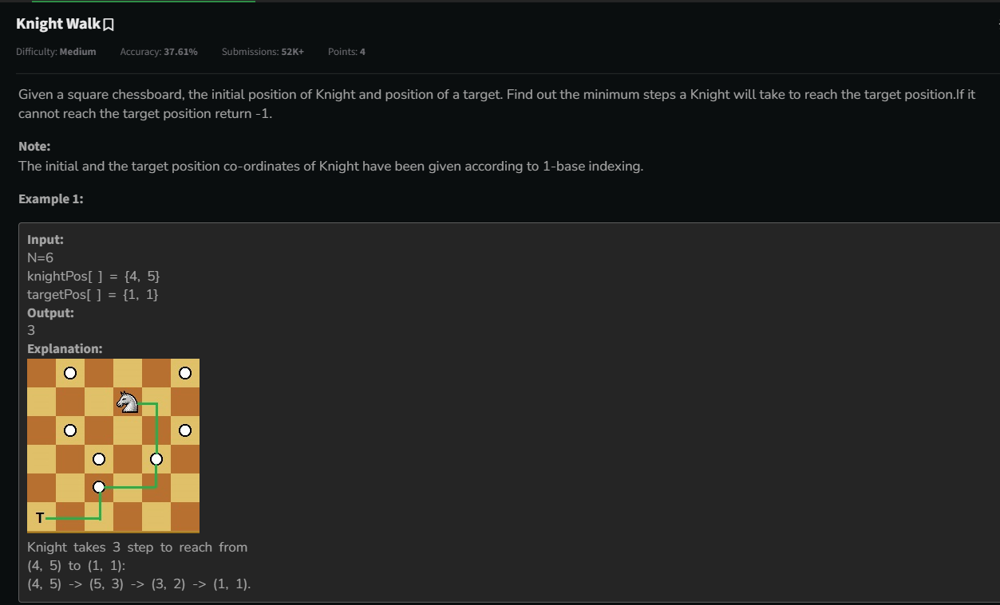 Knight Walk
Difficulty: Medium Accuracy: 37.61% Submissions: 52K+ Points: 4
Given a square chessboard, the initial position of Knight and position of a target. Find out the minimum steps a Knight will take to reach the target position.If it
cannot reach the target position return -1.
Note:
The initial and the target position co-ordinates of Knight have been given according to 1-base indexing.
Example 1:
Input:
N=6
knightPos[ ] = {4, 5}
targetPos[ ] = {1, 1}
Output:
3
Explanation:
T
Knight takes 3 step to reach from
(4, 5) to (1, 1):
(4, 5) -> (5, 3) -> (3, 2) -> (1, 1).